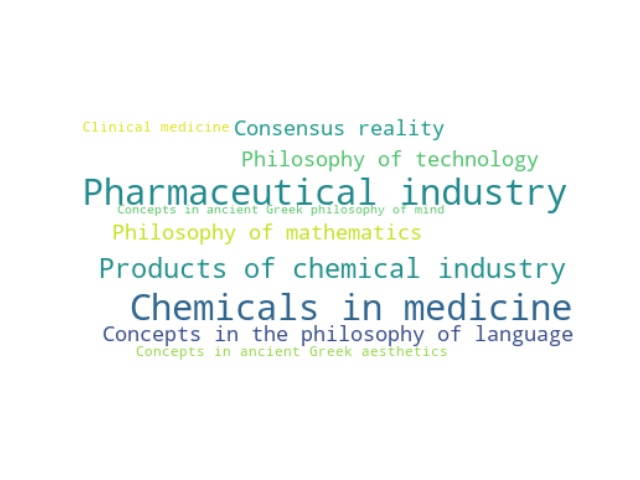 Clinical medicine
Consensus reality
Philosophy of technology
Pharmaceutical industry
Concepts in ancient Greek philosophy of mind
Philosophy of mathematics
Products of chemical industry
Chemicals in medicine
Concepts in the philosophy of language
Concepts in ancient Greek aesthetics